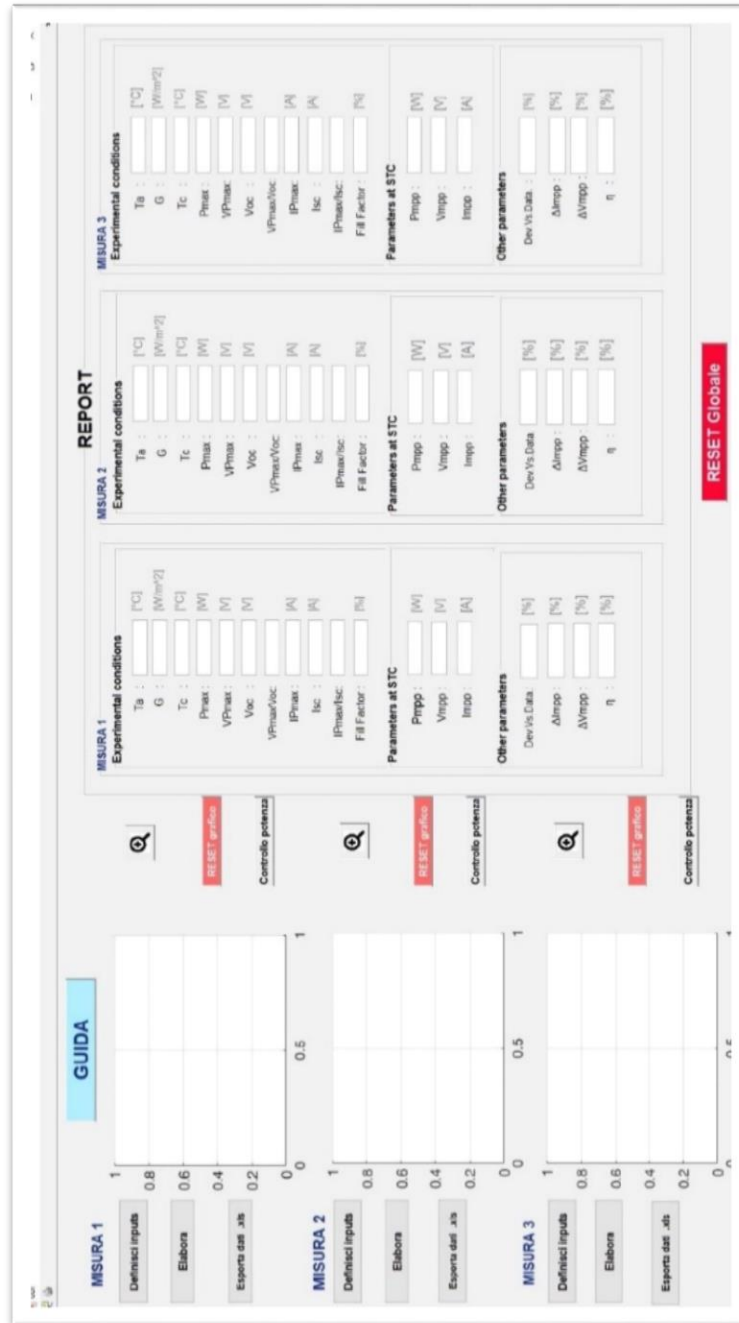 GUIDA
MISURA 1
Definisci inputs
Elabora
Esporta dati .xls
1
0.8
0.6
0.4
0.2
0
0
0.5
1
RESET grafico
Controllo potenza
MISURA 2
Definisci inputs
Elabora
Esporta dati .xls
1
0.8
0.6
0.4
0.2
0
0
0.5
1
RESET grafico
Controllo potenza
MISURA 3
Definisci inputs
Elabora
Esporta dati .xls
1
0.8
0.6
0.4
0.2
0
0
0.5
1
RESET grafico
Controllo potenza
REPORT
MISURA 1
Experimental conditions
Ta : [°C]
G : [W/m^2]
Tc : [°C]
Pmax : [W]
VPmax: [V]
Voc : [V]
VPmax/Voc:
IPmax: [A]
Isc : [A]
IPmax/Isc:
Fill Factor : [%]
Parameters at STC
Pmpp : [W]
Vmpp : [V]
Impp : [A]
Other parameters
Dev.Vs.Data. [%]
ΔImpp : [%]
ΔVmpp : [%]
η : [%]
MISURA 2
Experimental conditions
Ta : [°C]
G : [W/m^2]
Tc : [°C]
Pmax : [W]
VPmax: [V]
Voc : [V]
VPmax/Voc:
IPmax: [A]
Isc : [A]
IPmax/Isc:
Fill Factor : [%]
Parameters at STC
Pmpp : [W]
Vmpp : [V]
Impp : [A]
Other parameters
Dev.Vs.Data. [%]
ΔImpp : [%]
ΔVmpp : [%]
η : [%]
MISURA 3
Experimental conditions
Ta : [°C]
G : [W/m^2]
Tc : [°C]
Pmax : [W]
VPmax: [V]
Voc : [V]
VPmax/Voc:
IPmax: [A]
Isc : [A]
IPmax/Isc:
Fill Factor : [%]
Parameters at STC
Pmpp : [W]
Vmpp : [V]
Impp : [A]
Other parameters
Dev.Vs.Data. : [%]
ΔImpp : [%]
ΔVmpp : [%]
η : [%]
RESET Globale